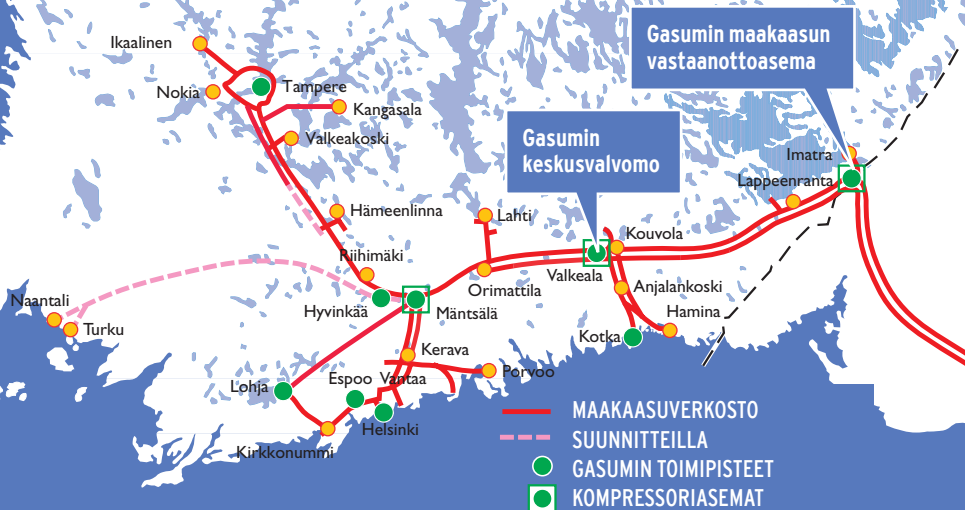 Gasumin maakaasun
vastaanottoasema
Ikaalinen
Tampere
Nokia
Kangasala
Valkeakoski
Gasumin
keskusvalvomo
Imatra
Lappeenranta
Hämeenlinna
Lahti
Kouvola
Riihimäki
Valkeala
Orimattila
Anjalankoski
Naantali
Turku
Hyvinkää
Mäntsälä
Hamina
Kotka
Kerava
Porvoo
Espoo
Vantaa
Lohja
Helsinki
Kirkkonummi
MAAKAASUVERKOSTO
SUUNNITTEILLA
GASUMIN TOIMIPISTEET
KOMPRESSORIASEMAT